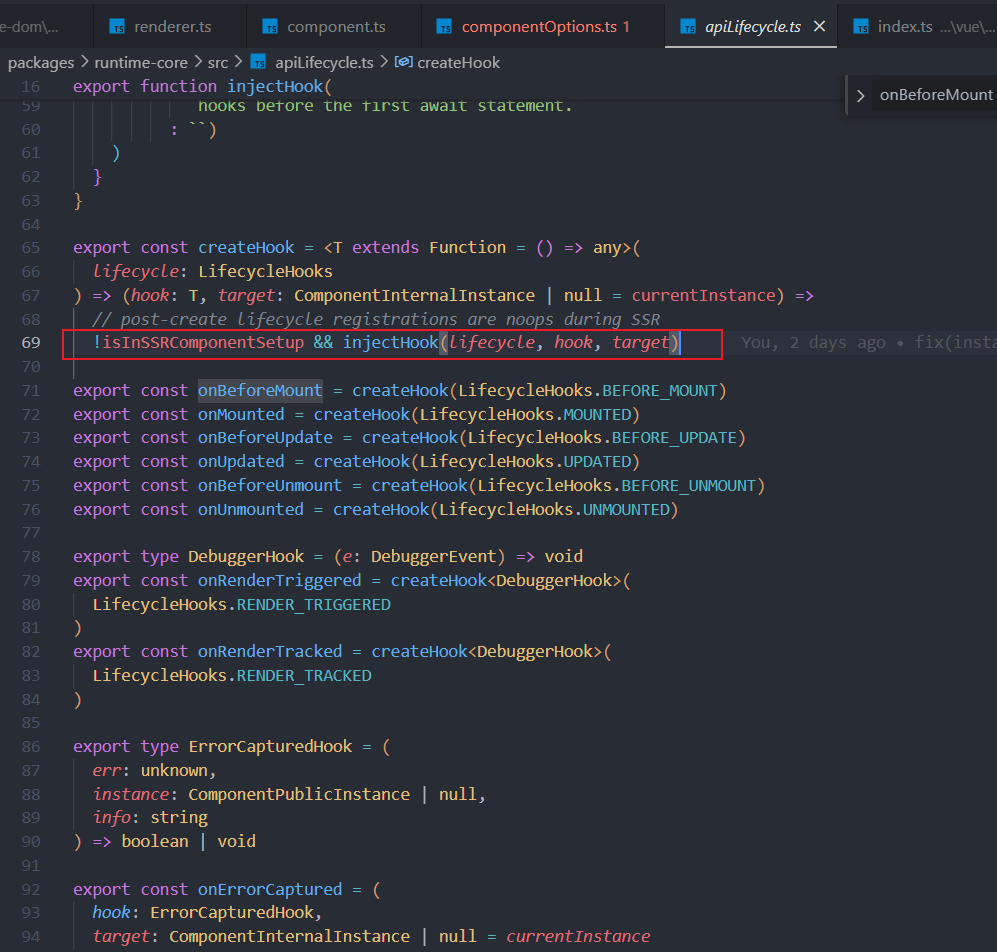 e-dom\... TS renderer.ts TS component.ts TS componentOptions.ts 1 TS apiLifecycle.ts × TS index.ts ...\vue\...
packages > runtime-core > src > TS apiLifecycle.ts > createHook
16 export function injectHook(
> onBeforeMount
59 hooks before the first await statement.
60 : ``)
61 )
62 }
63 }
64
65 export const createHook = <T extends Function = () => any>(
66 lifecycle: LifecycleHooks
67 ) => (hook: T, target: ComponentInternalInstance | null = currentInstance) =>
68 // post-create lifecycle registrations are noops during SSR
69 !isInSSRComponentSetup && injectHook(lifecycle, hook, target) You, 2 days ago • fix(insta
70
71 export const onBeforeMount = createHook(LifecycleHooks.BEFORE_MOUNT)
72 export const onMounted = createHook(LifecycleHooks.MOUNTED)
73 export const onBeforeUpdate = createHook(LifecycleHooks.BEFORE_UPDATE)
74 export const onUpdated = createHook(LifecycleHooks.UPDATED)
75 export const onBeforeUnmount = createHook(LifecycleHooks.BEFORE_UNMOUNT)
76 export const onUnmounted = createHook(LifecycleHooks.UNMOUNTED)
77
78 export type DebuggerHook = (e: DebuggerEvent) => void
79 export const onRenderTriggered = createHook<DebuggerHook>(
80 LifecycleHooks.RENDER_TRIGGERED
81 )
82 export const onRenderTracked = createHook<DebuggerHook>(
83 LifecycleHooks.RENDER_TRACKED
84 )
85
86 export type ErrorCapturedHook = (
87 err: unknown,
88 instance: ComponentPublicInstance | null,
89 info: string
90 ) => boolean | void
91
92 export const onErrorCaptured = (
93 hook: ErrorCapturedHook,
94 target: ComponentInternalInstance | null = currentInstance